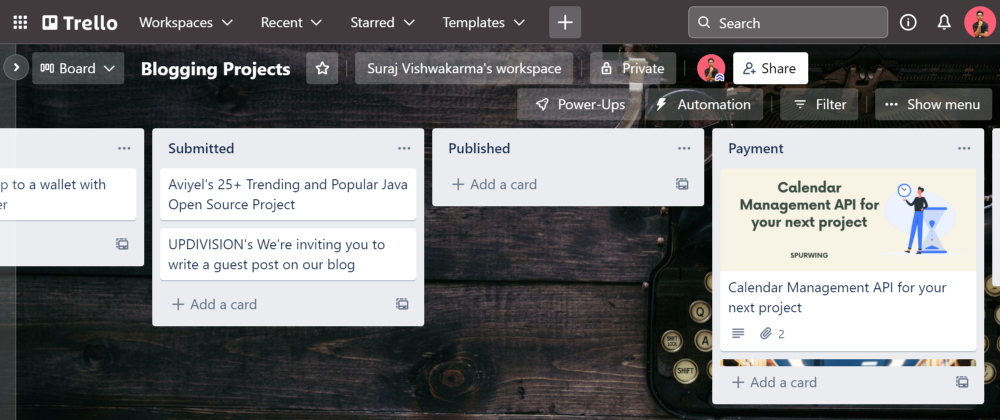 Trello
Workspaces
Recent
Starred
Templates
Search
Board
Blogging Projects
Suraj Vishwakarma's workspace
Private
Share
Power-Ups
Automation
Filter
Show menu
p to a wallet with
er
Submitted
Aviyel's 25+ Trending and Popular Java
Open Source Project
UPDIVISION's We're inviting you to
write a guest post on our blog
Add a card
Published
Add a card
Payment
Calendar
Management API for
your next project
SPURWING
Calendar Management API for your
next project
2
Add a card
Q
A
SHIFT
LOCK
SHIFT